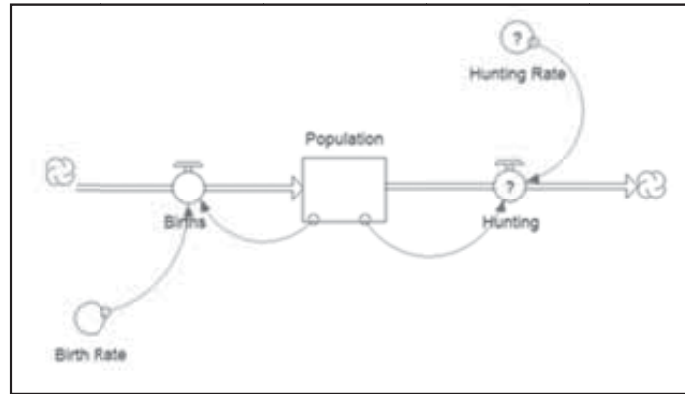 ?
Hunting Rate
Population
?
Births
Hunting
Birth Rate